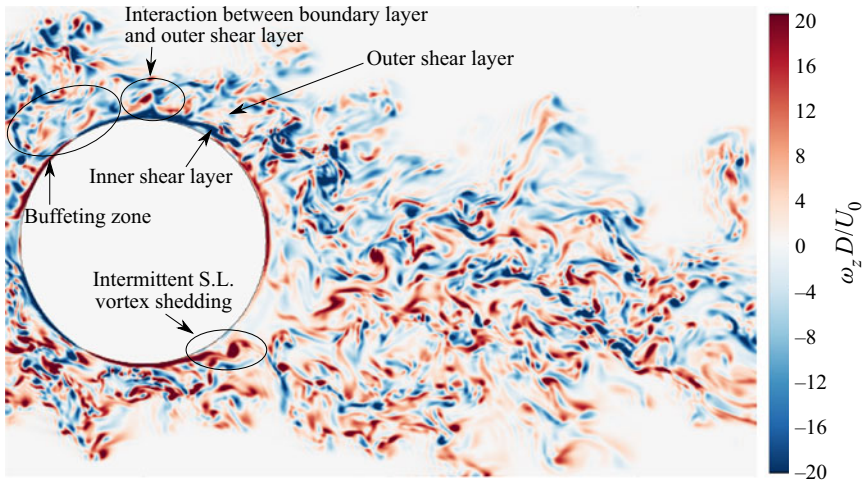 Interaction between boundary layer
and outer shear layer
Outer shear layer
Inner shear layer
Buffeting zone
Intermittent S.L.
vortex shedding
20
16
12
8
4
0
−4
−8
−12
−16
−20
ω_z D/U_0